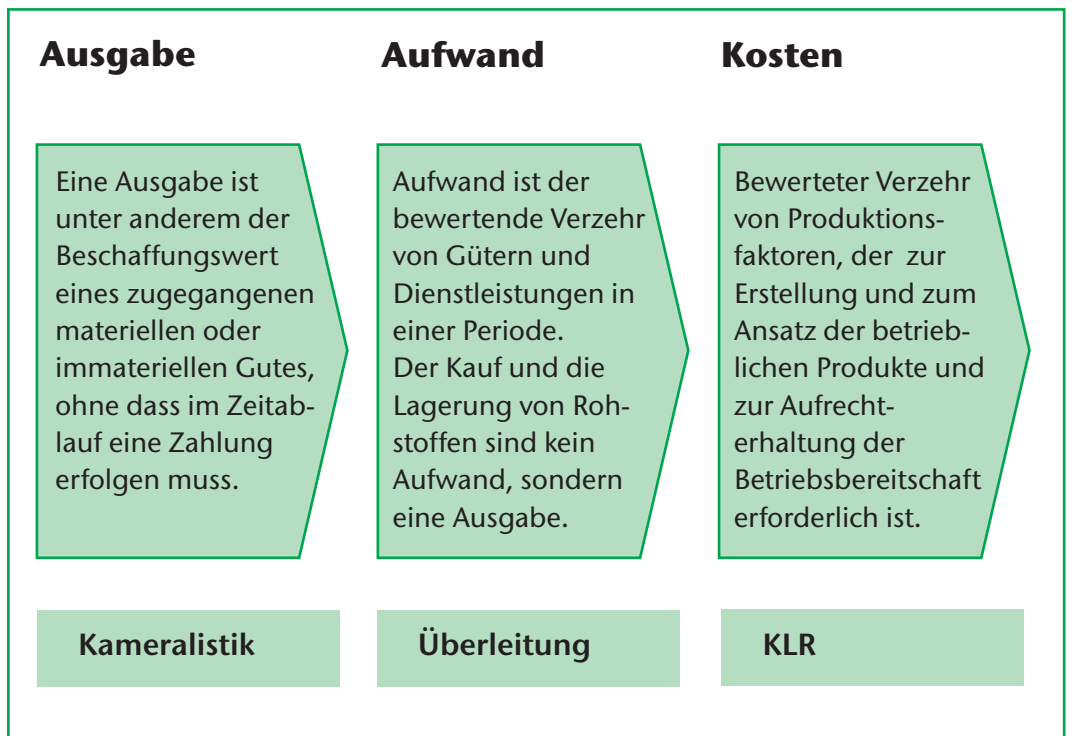 Ausgabe
Aufwand
Kosten
Eine Ausgabe ist
unter anderem der
Beschaffungswert
eines zugegangenen
materiellen oder
immateriellen Gutes,
ohne dass im Zeitab-
lauf eine Zahlung
erfolgen muss.
Aufwand ist der
bewertende Verzehr
von Gütern und
Dienstleistungen in
einer Periode.
Der Kauf und die
Lagerung von Roh-
stoffen sind kein
Aufwand, sondern
eine Ausgabe.
Bewerteter Verzehr
von Produktions-
faktoren, der zur
Erstellung und zum
Ansatz der betrieb-
lichen Produkte und
zur Aufrecht-
erhaltung der
Betriebsbereitschaft
erforderlich ist.
Kameralistik
Überleitung
KLR